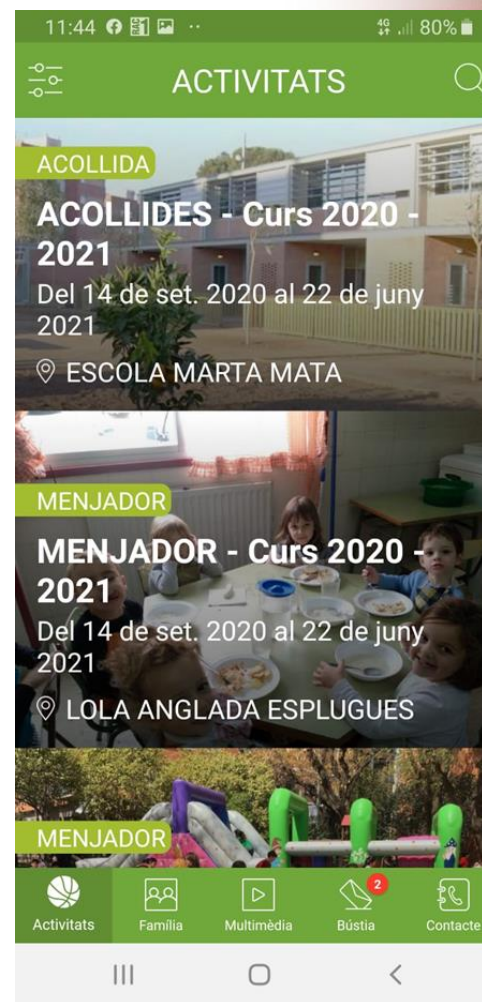 11:44 80%
4G
ACTIVITATS
ACOLLIDA
ACOLLIDES - Curs 2020 -
2021
Del 14 de set. 2020 al 22 de juny
2021
ESCOLA MARTA MATA
MENJADOR
MENJADOR - Curs 2020 -
2021
Del 14 de set. 2020 al 22 de juny
2021
LOLA ANGLADA ESPLUGUES
MENJADOR
2
Activitats Família Multimèdia Bústia Contacte